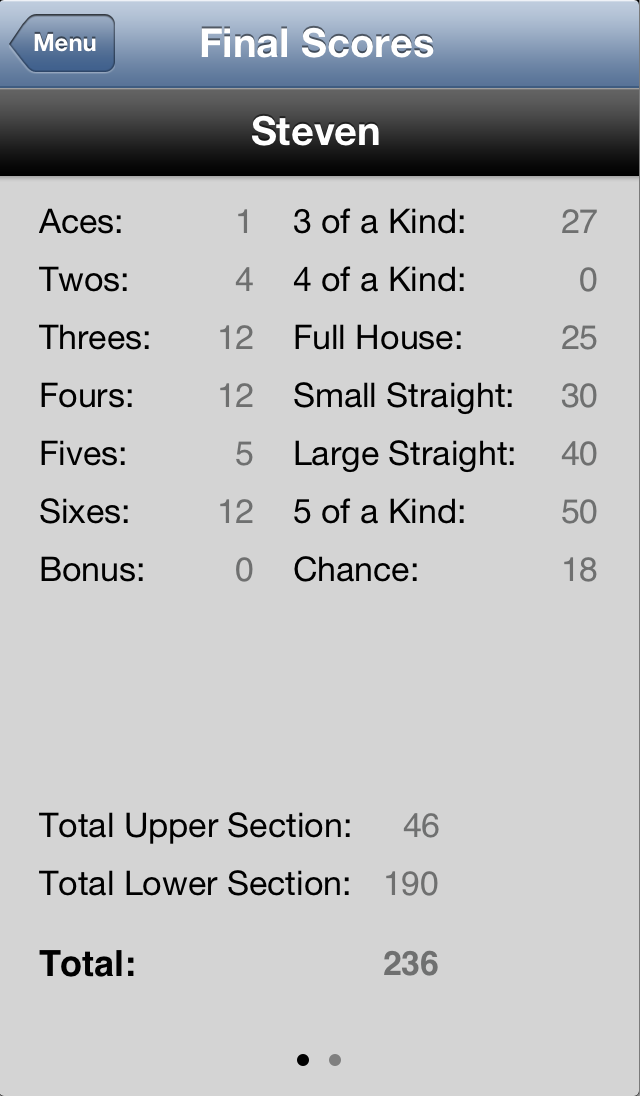 Menu
Final Scores
Steven
Aces: 1 3 of a Kind: 27
Twos: 4 4 of a Kind: 0
Threes: 12 Full House: 25
Fours: 12 Small Straight: 30
Fives: 5 Large Straight: 40
Sixes: 12 5 of a Kind: 50
Bonus: 0 Chance: 18
Total Upper Section: 46
Total Lower Section: 190
Total: 236